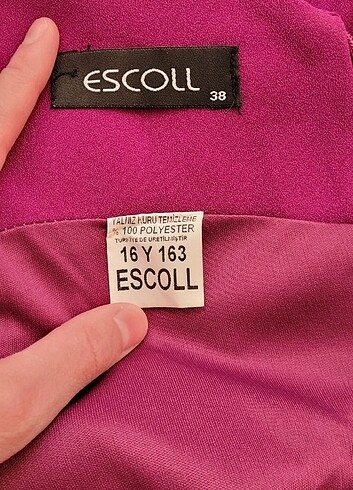 ESCOLL
38
YALNIZ KURU TEMİZLEME
% 100 POLYESTER
TÜRKİYE DE ÜRETİLMİŞTİR
16 Y 163
ESCOLL